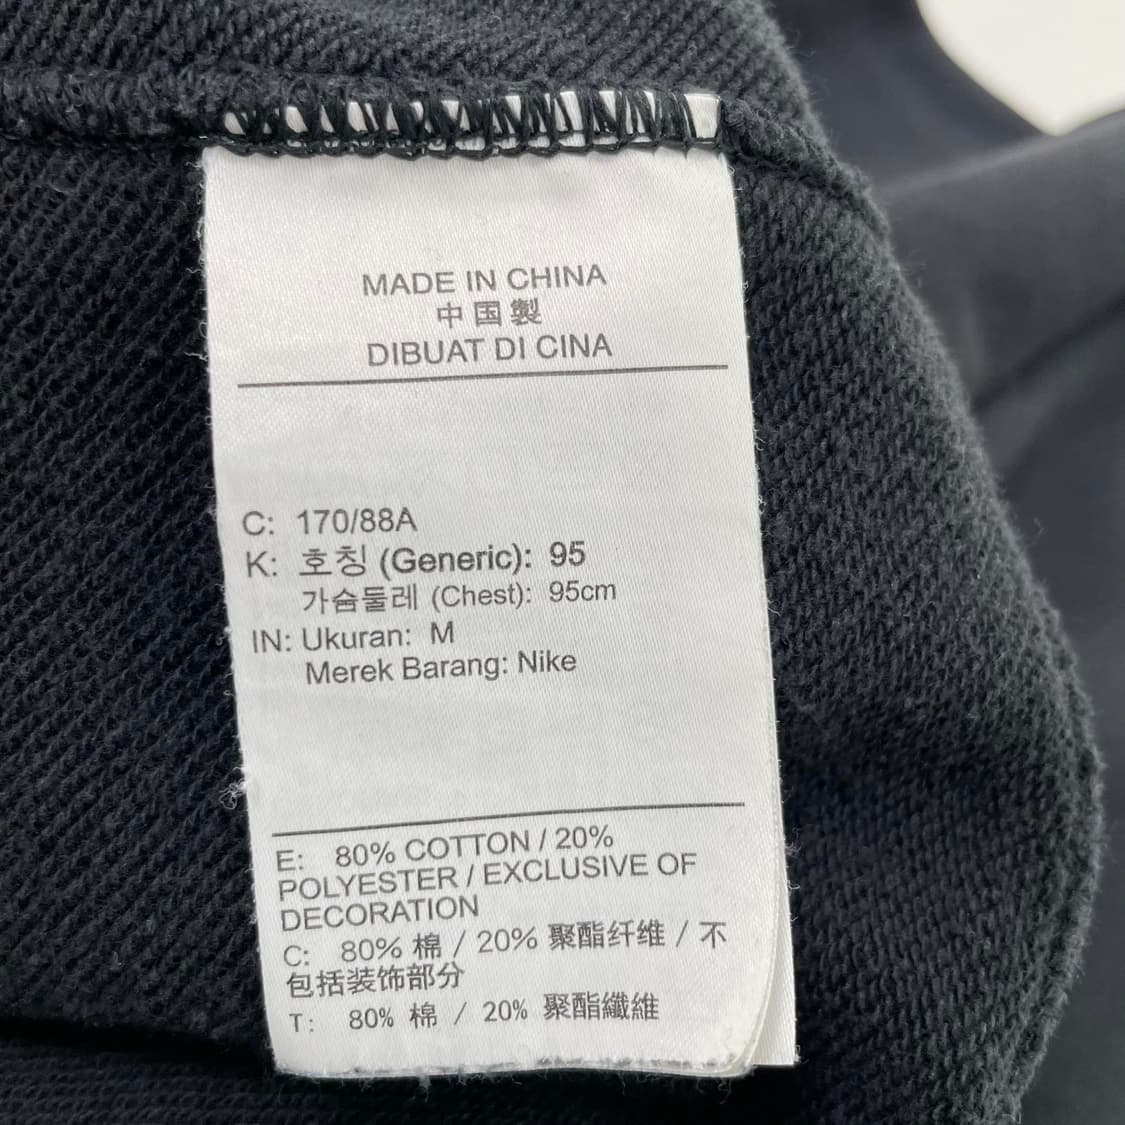 MADE IN CHINA
中国製
DIBUAT DI CINA
C: 170/88A
K: 호칭 (Generic): 95
가슴둘레 (Chest): 95cm
IN: Ukuran: M
Merek Barang: Nike
E: 80% COTTON / 20%
POLYESTER / EXCLUSIVE OF
DECORATION
C: 80% 棉 / 20% 聚酯纤维 / 不
包括装饰部分
T: 80% 棉 / 20% 聚酯纖維